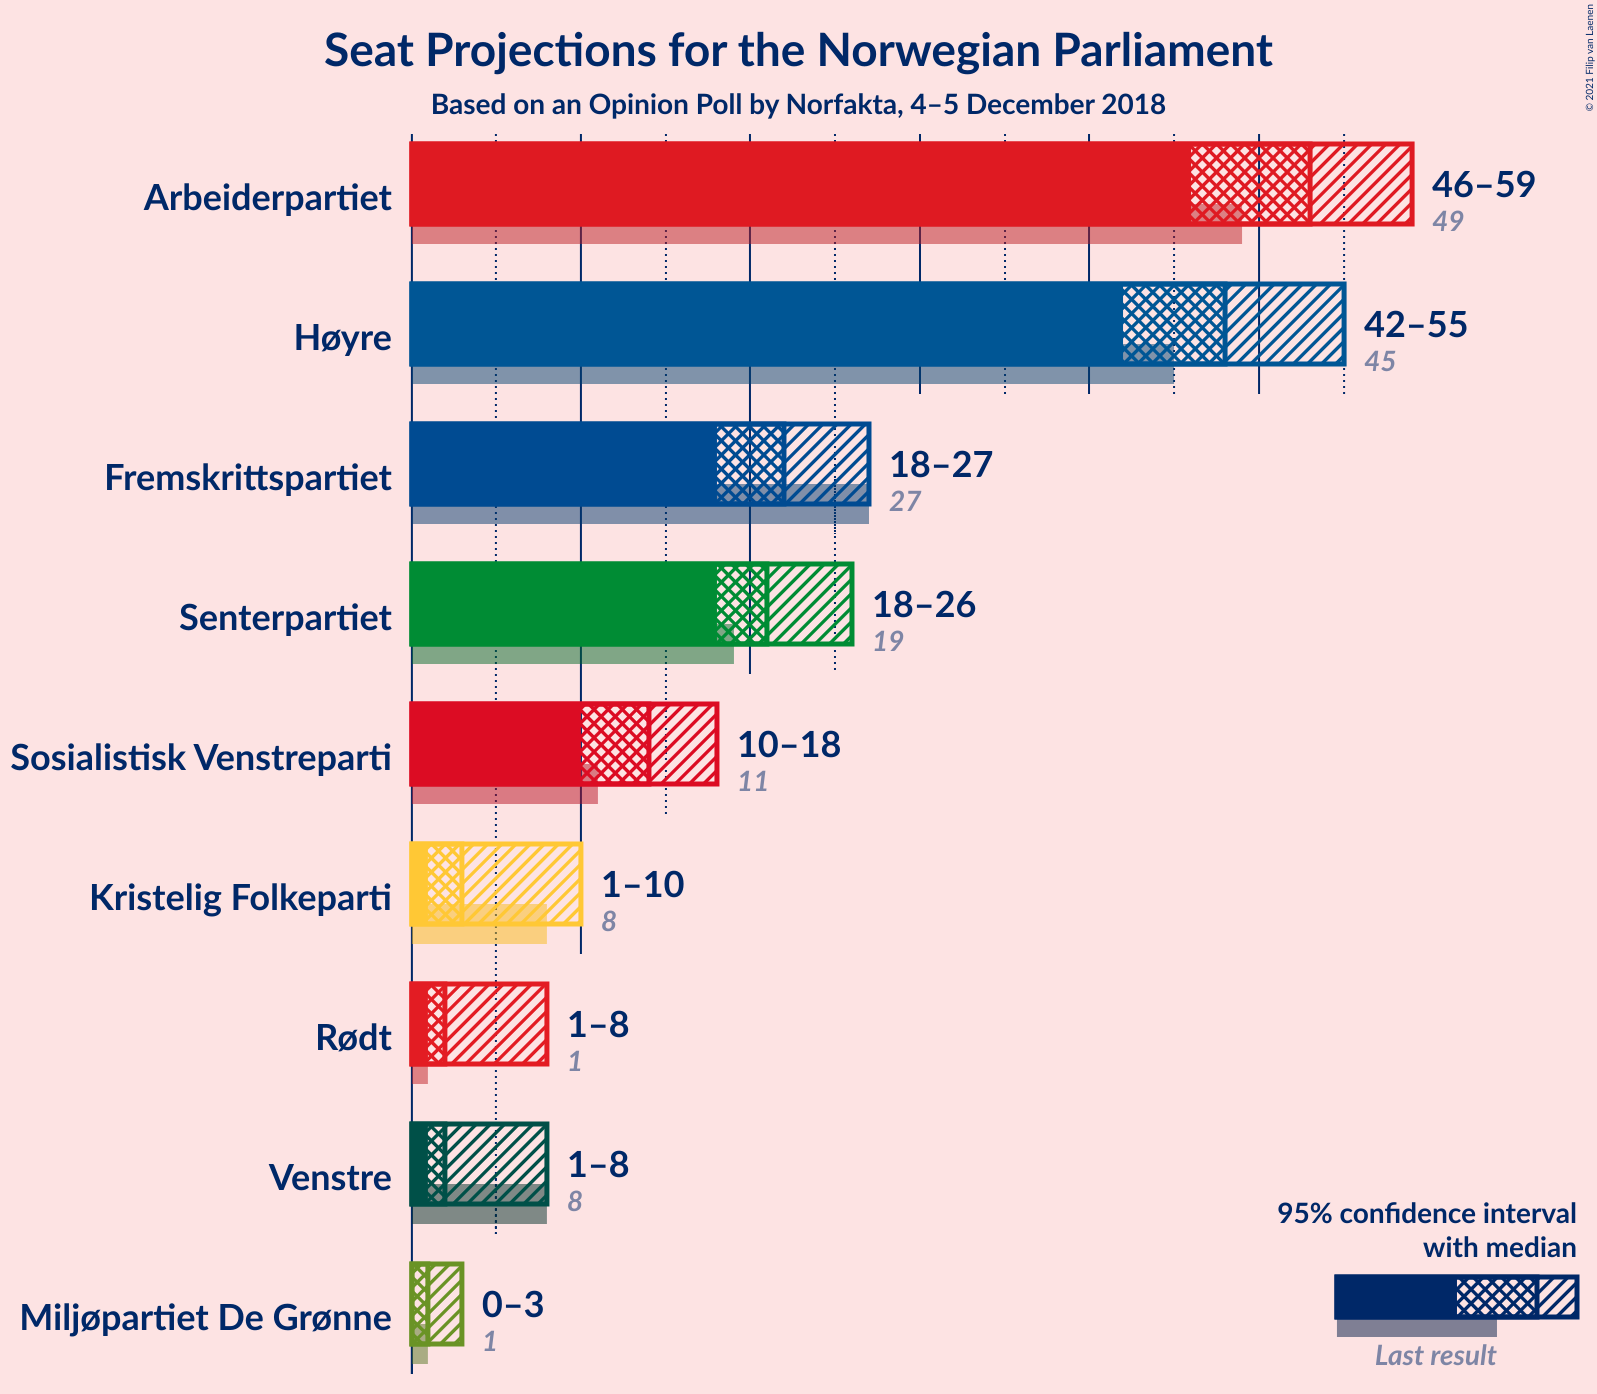 Seat Projections for the Norwegian Parliament
Based on an Opinion Poll by Norfakta, 4–5 December 2018
© 2021 Filip van Laenen
Arbeiderpartiet
46–59
49
Høyre
42–55
45
Fremskrittspartiet
18–27
27
Senterpartiet
18–26
19
Sosialistisk Venstreparti
10–18
11
Kristelig Folkeparti
1–10
8
Rødt
1–8
1
Venstre
1–8
8
Miljøpartiet De Grønne
0–3
1
95% confidence interval
with median
Last result